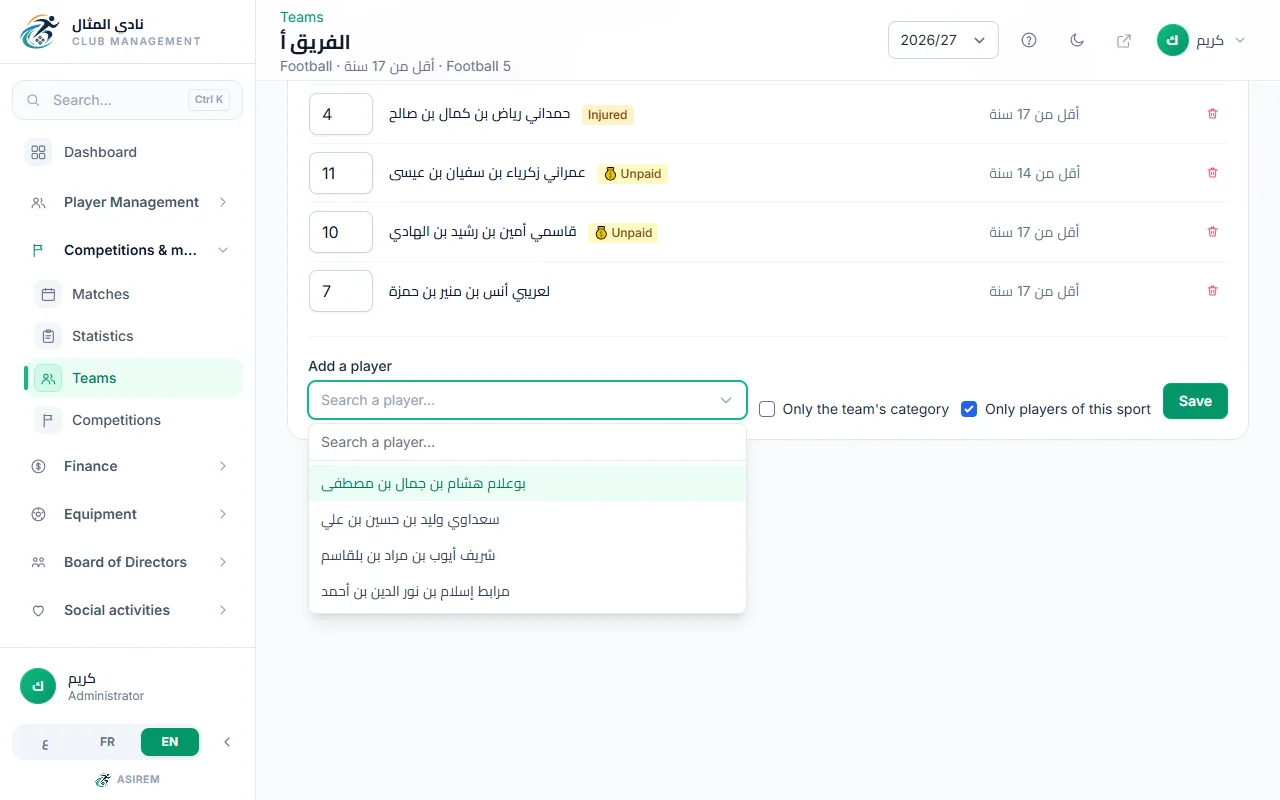 نادي المثال
CLUB MANAGEMENT
Search...
Ctrl K
Dashboard
Player Management
Competitions & m...
Matches
Statistics
Teams
Competitions
Finance
Equipment
Board of Directors
Social activities
ك
كريم
Administrator
ع
FR
EN
ASIREM
Teams
الفريق أ
Football · أقل من 17 سنة · Football 5
2026/27
ك
كريم
4
حمداني رياض بن كمال بن صالح
Injured
أقل من 17 سنة
11
عمراني زكرياء بن سفيان بن عيسى
Unpaid
أقل من 14 سنة
10
قاسمي أمين بن رشيد بن الهادي
Unpaid
أقل من 17 سنة
7
لعريبي أنس بن منير بن حمزة
أقل من 17 سنة
Add a player
Search a player...
Only the team's category
Only players of this sport
Save
Search a player...
بوعلام هشام بن جمال بن مصطفى
سعداوي وليد بن حسين بن علي
شريف أيوب بن مراد بن بلقاسم
مرابط إسلام بن نور الدين بن أحمد